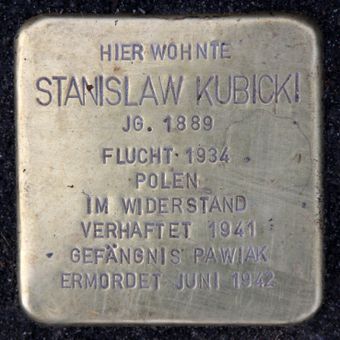 HIER WOHNTE
STANISLAW KUBICKI
JG. 1889
FLUCHT 1934
POLEN
IM WIDERSTAND
VERHAFTET 1941
GEFÄNGNIS PAWIAK
ERMORDET JUNI 1942